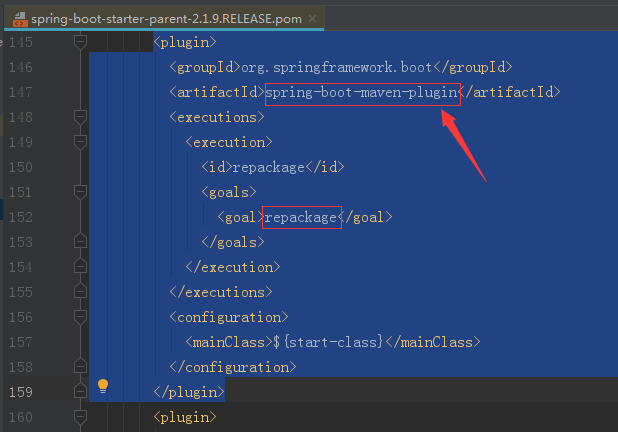 spring-boot-starter-parent-2.1.9.RELEASE.pom
145 <plugin>
146 <groupId>org.springframework.boot</groupId>
147 <artifactId>spring-boot-maven-plugin</artifactId>
148 <executions>
149 <execution>
150 <id>repackage</id>
151 <goals>
152 <goal>repackage</goal>
153 </goals>
154 </execution>
155 </executions>
156 <configuration>
157 <mainClass>${start-class}</mainClass>
158 </configuration>
159 </plugin>
160 <plugin>